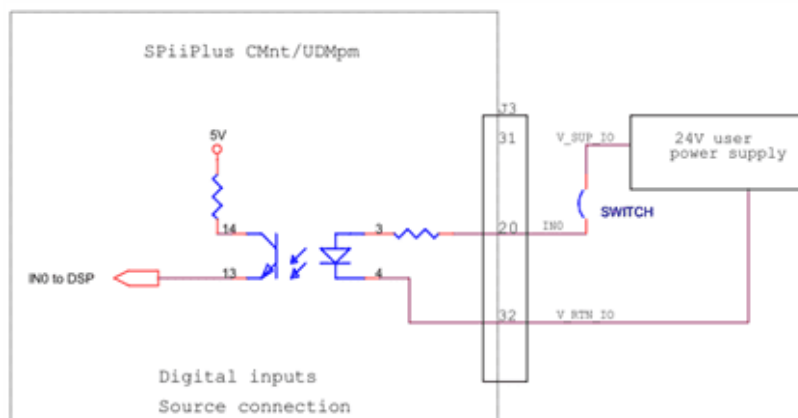 SPiiPlus CMnt/UDMpm
J3
5V
31
V_SUP_IO
24V user
power supply
SWITCH
14
3
20
IN0
IN0 to DSP
13
4
32
V_RTN_IO
Digital inputs
Source connection